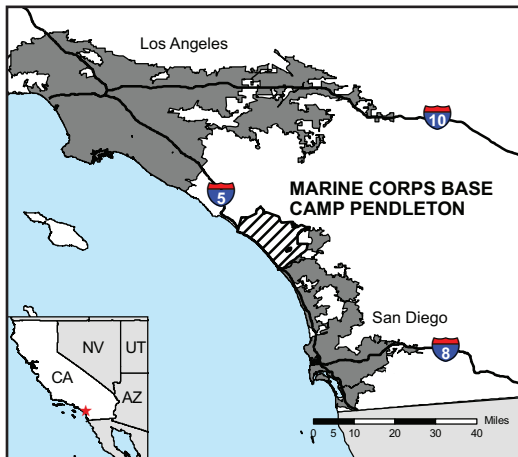 Los Angeles
10
5
MARINE CORPS BASE
CAMP PENDLETON
San Diego
8
NV
UT
CA
AZ
Miles
0 5 10 20 30 40